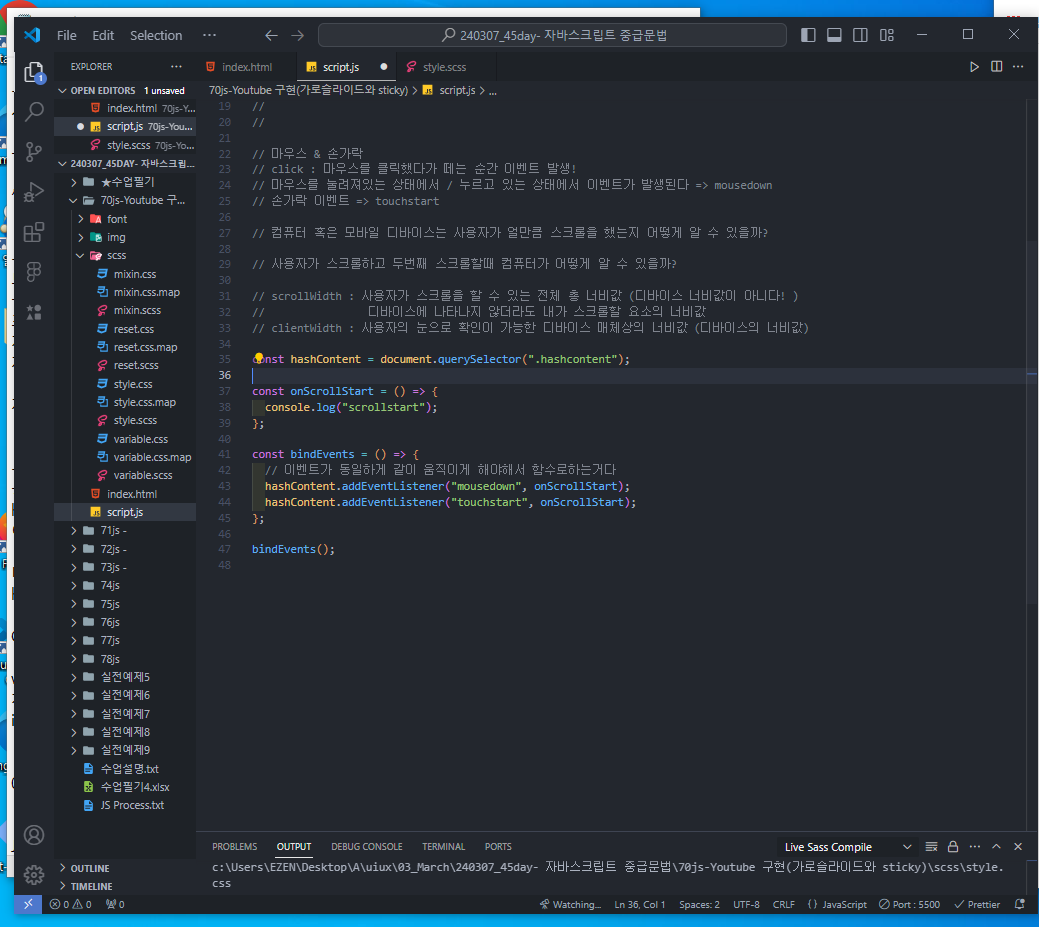 File Edit Selection ··· ← → 240307_45day- 자바스크립트 중급문법
EXPLORER ···
index.html
script.js
style.scss
OPEN EDITORS 1 unsaved
index.html 70js-Y...
script.js 70js-You...
style.scss 70js-Yo...
240307_45DAY- 자바스크립...
★수업필기
70js-Youtube 구...
font
img
scss
mixin.css
mixin.css.map
mixin.scss
reset.css
reset.css.map
reset.scss
style.css
style.css.map
style.scss
variable.css
variable.css.map
variable.scss
index.html
script.js
71js -
72js -
73js -
74js
75js
76js
77js
78js
실전예제5
실전예제6
실전예제7
실전예제8
실전예제9
수업설명.txt
수업필기4.xlsx
JS Process.txt
OUTLINE
TIMELINE
70js-Youtube 구현(가로슬라이드와 sticky) > script.js > ...
19 //
20 //
21
22 // 마우스 & 손가락
23 // click : 마우스를 클릭했다가 떼는 순간 이벤트 발생!
24 // 마우스를 눌려져있는 상태에서 / 누르고 있는 상태에서 이벤트가 발생된다 => mousedown
25 // 손가락 이벤트 => touchstart
26
27 // 컴퓨터 혹은 모바일 디바이스는 사용자가 얼만큼 스크롤을 했는지 어떻게 알 수 있을까?
28
29 // 사용자가 스크롤하고 두번째 스크롤할때 컴퓨터가 어떻게 알 수 있을까?
30
31 // scrollWidth : 사용자가 스크롤을 할 수 있는 전체 총 너비값 (디바이스 너비값이 아니다! )
32 // 디바이스에 나타나지 않더라도 내가 스크롤할 요소의 너비값
33 // clientWidth : 사용자의 눈으로 확인이 가능한 디바이스 매체상의 너비값 (디바이스의 너비값)
34
35 const hashContent = document.querySelector(".hashcontent");
36
37 const onScrollStart = () => {
38 console.log("scrollstart");
39 };
40
41 const bindEvents = () => {
42 // 이벤트가 동일하게 같이 움직이게 해야해서 함수로하는거다
43 hashContent.addEventListener("mousedown", onScrollStart);
44 hashContent.addEventListener("touchstart", onScrollStart);
45 };
46
47 bindEvents();
48
PROBLEMS OUTPUT DEBUG CONSOLE TERMINAL PORTS Live Sass Compile
c:\Users\EZEN\Desktop\A\uiux\03_March\240307_45day- 자바스크립트 중급문법\70js-Youtube 구현(가로슬라이드와 sticky)\scss\style.
css
0 0 0 Watching... Ln 36, Col 1 Spaces: 2 UTF-8 CRLF {} JavaScript Port : 5500 Prettier